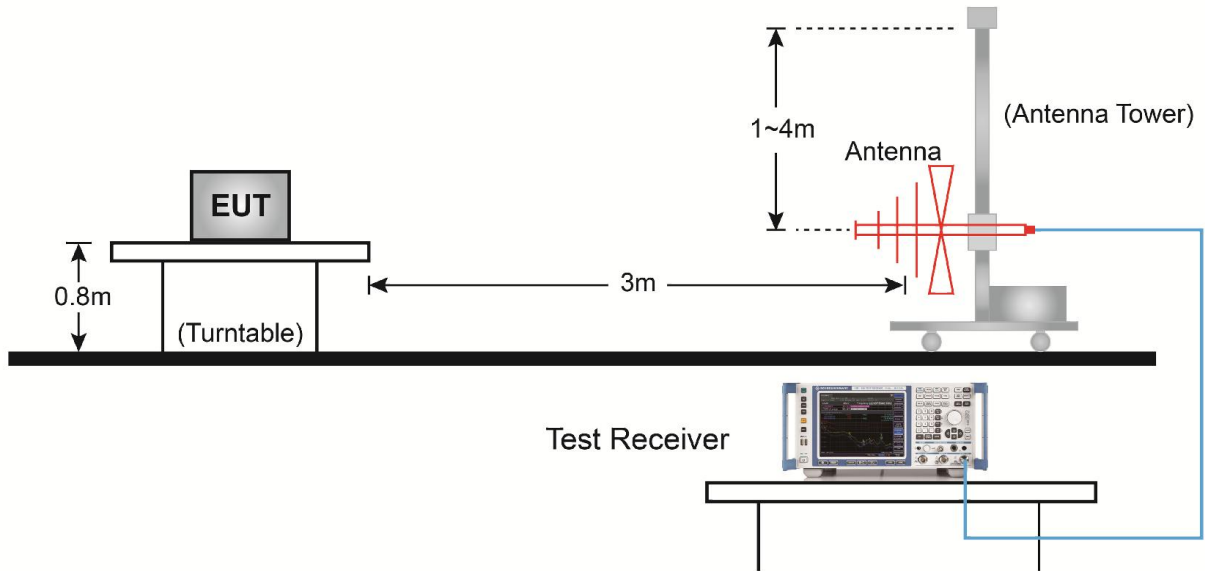 1~4m
(Antenna Tower)
Antenna
EUT
0.8m
3m
(Turntable)
Test Receiver